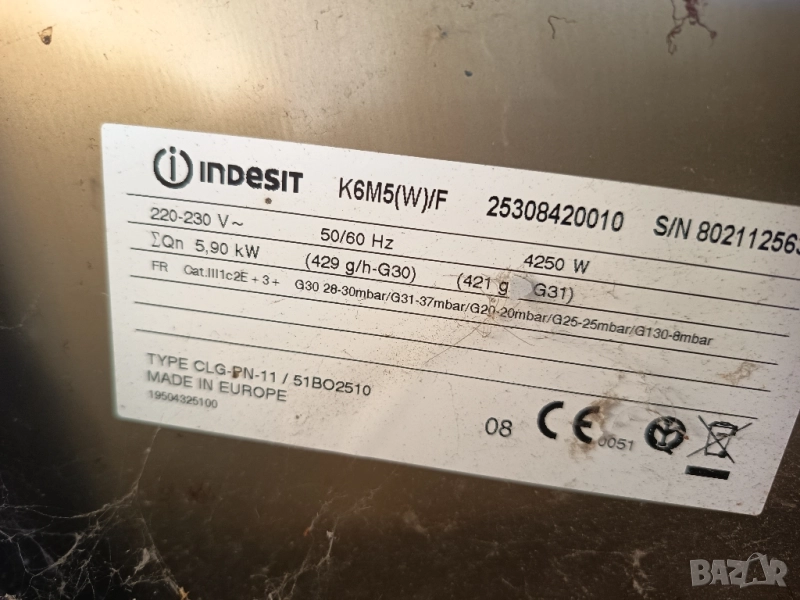 INDESIT K6M5(W)/F 25308420010 S/N 802112563
220-230 V~ 50/60 Hz 4250 W
ΣQn 5,90 kW (429 g/h-G30) (421 g G31)
FR Cat.III1c2E + 3+ G30 28-30mbar/G31-37mbar/G20-20mbar/G25-25mbar/G130-8mbar
TYPE CLG-PN-11 / 51BO2510
MADE IN EUROPE
19504325100
08 CE 0051
BAZAR